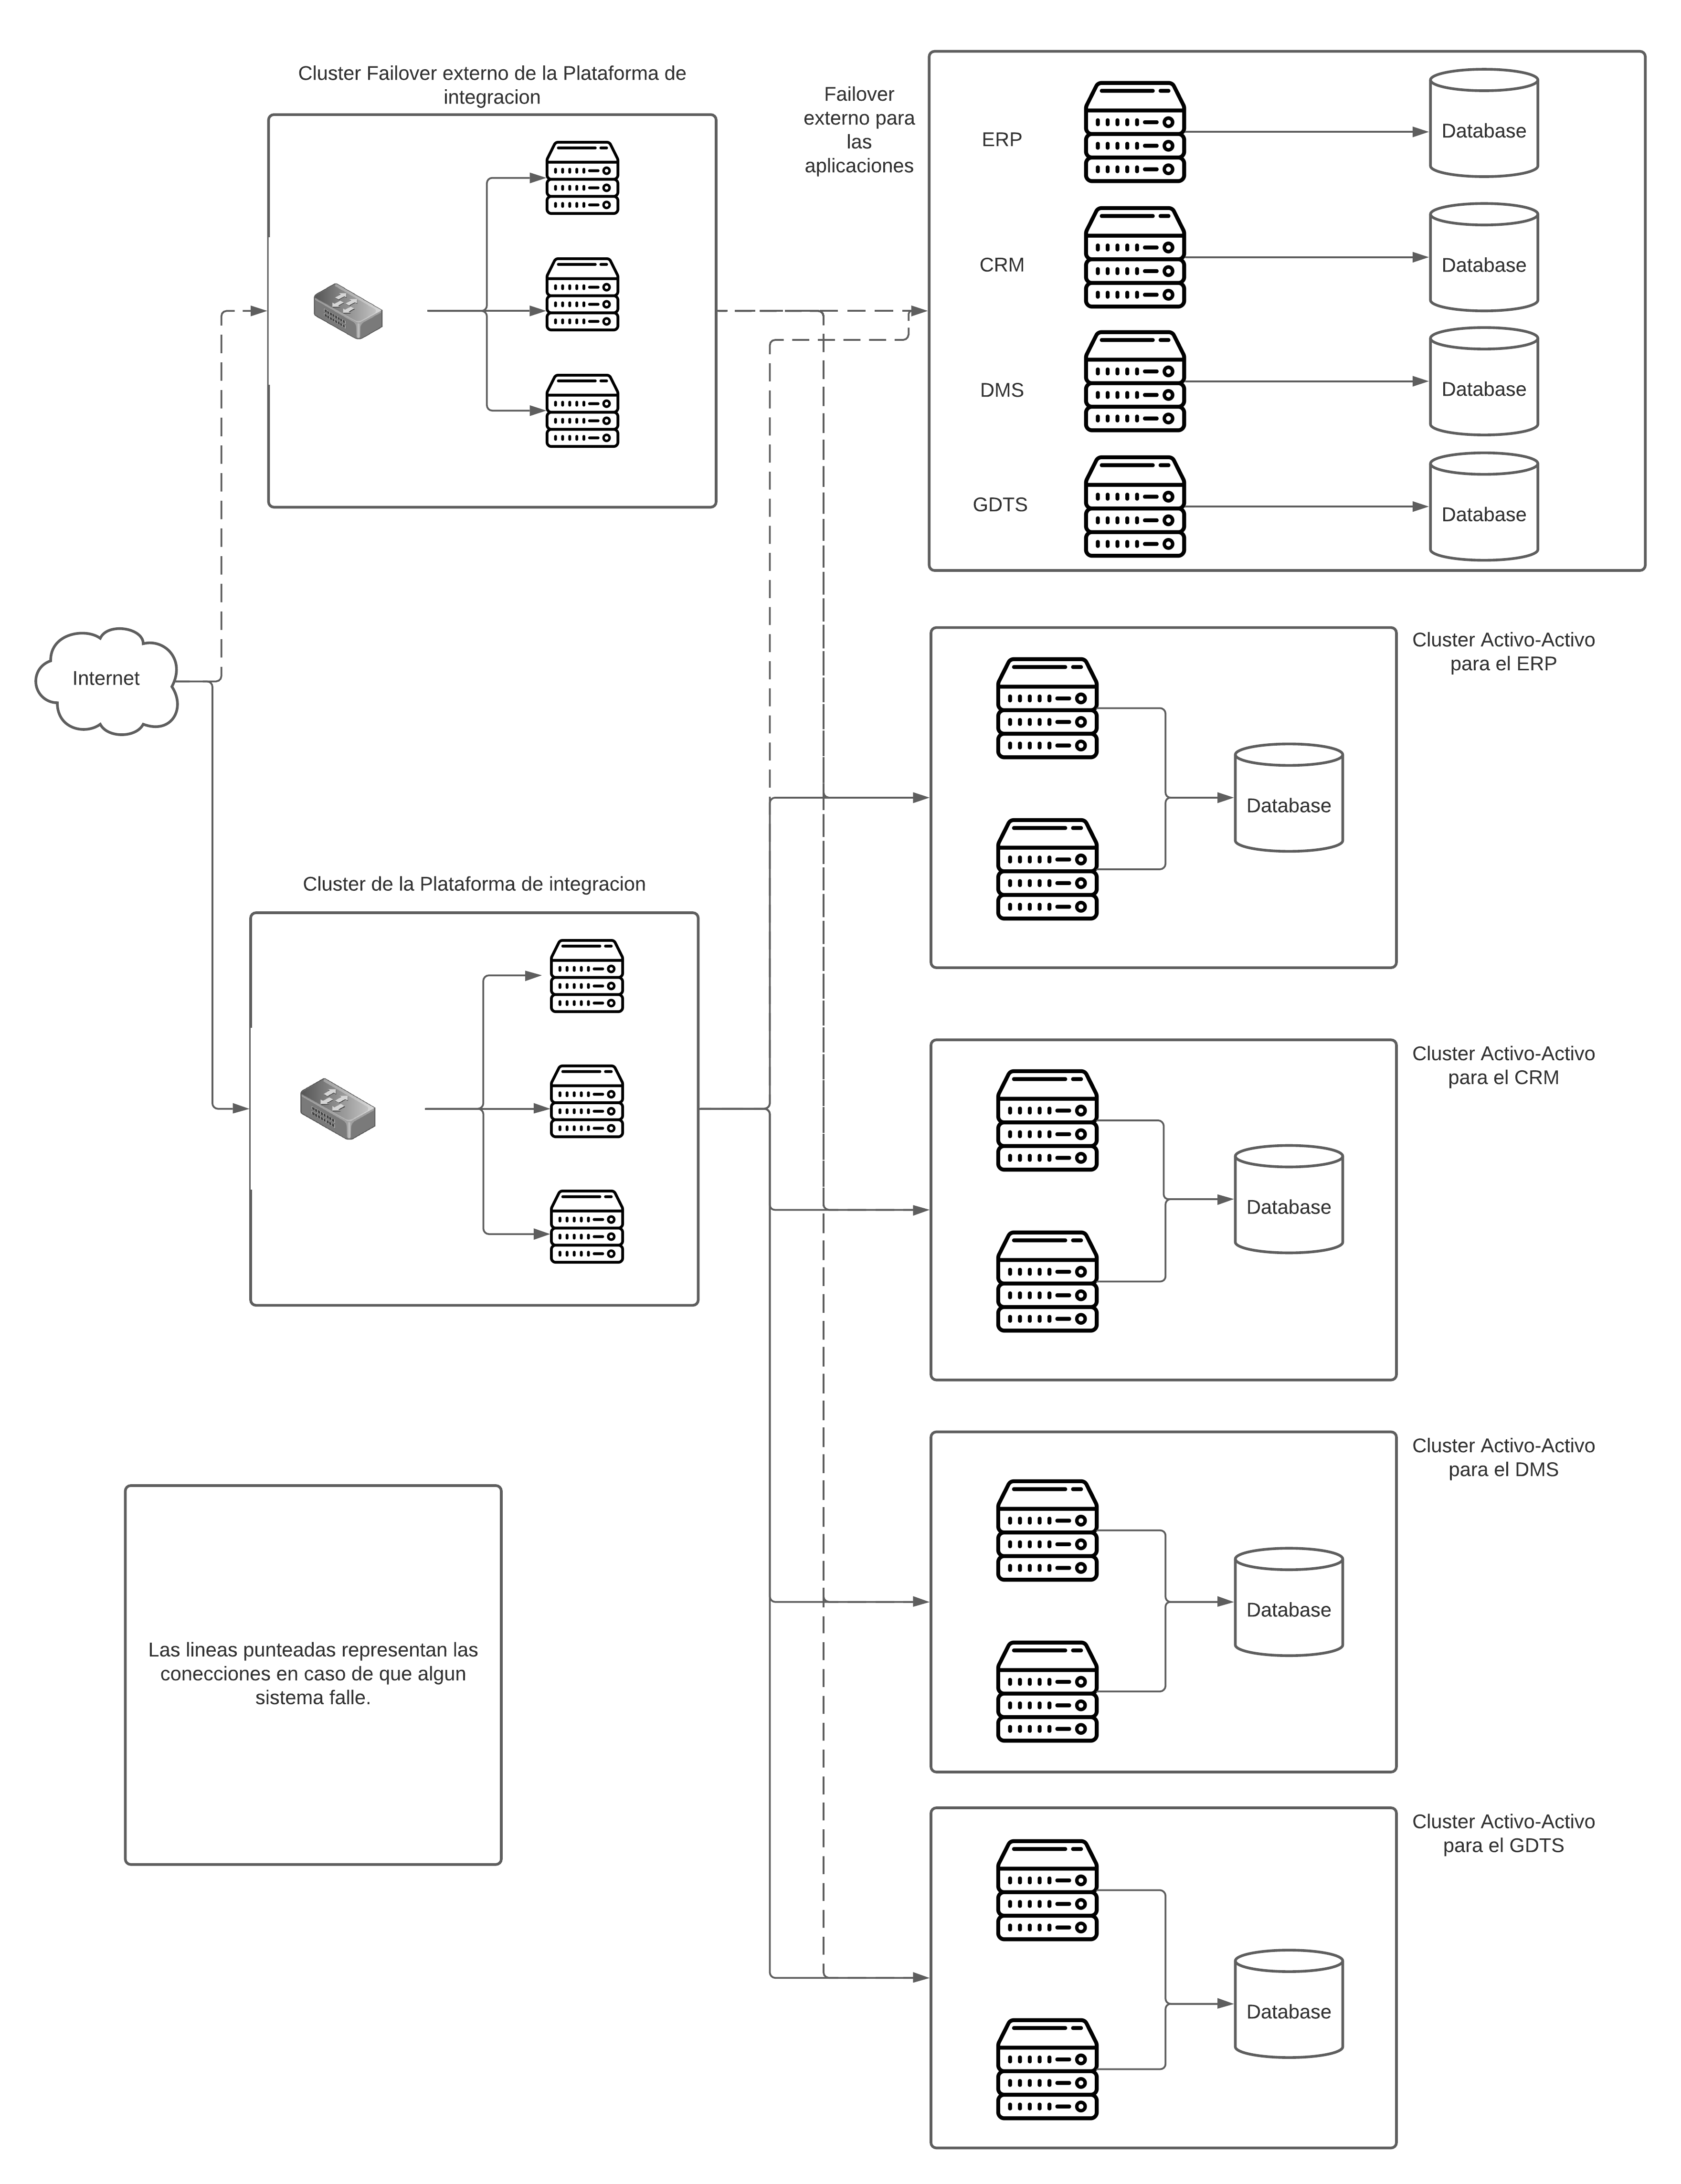 Cluster Failover externo de la Plataforma de
integracion
Failover
externo para
las
aplicaciones
ERP
Database
CRM
Database
DMS
Database
GDTS
Database
Internet
Cluster Activo-Activo
para el ERP
Database
Cluster de la Plataforma de integracion
Cluster Activo-Activo
para el CRM
Database
Cluster Activo-Activo
para el DMS
Database
Las lineas punteadas representan las
conecciones en caso de que algun
sistema falle.
Cluster Activo-Activo
para el GDTS
Database